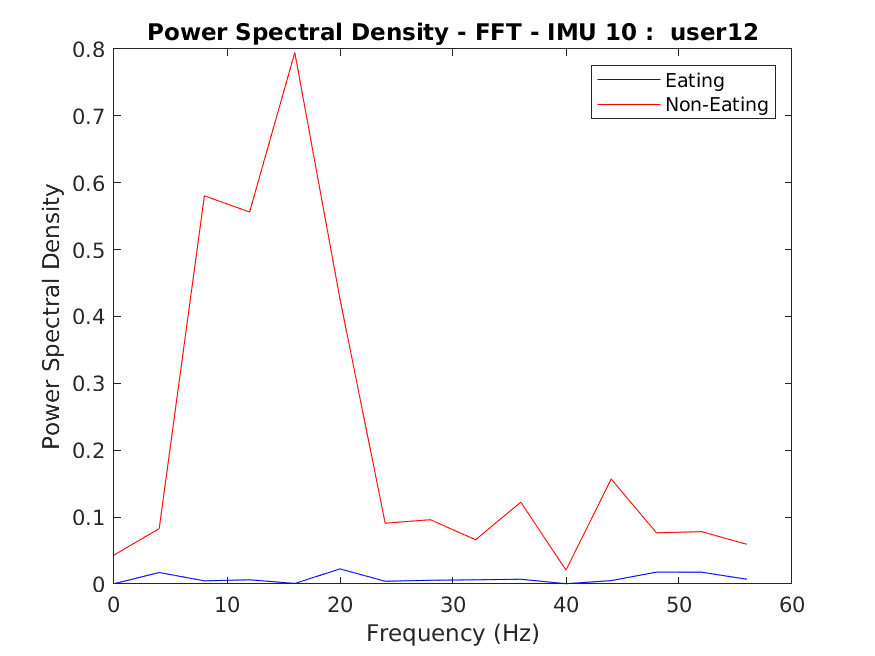 Power Spectral Density - FFT - IMU 10 :  user12
Eating
Non-Eating
Power Spectral Density
0.8
0.7
0.6
0.5
0.4
0.3
0.2
0.1
0
0 10 20 30 40 50 60
Frequency (Hz)